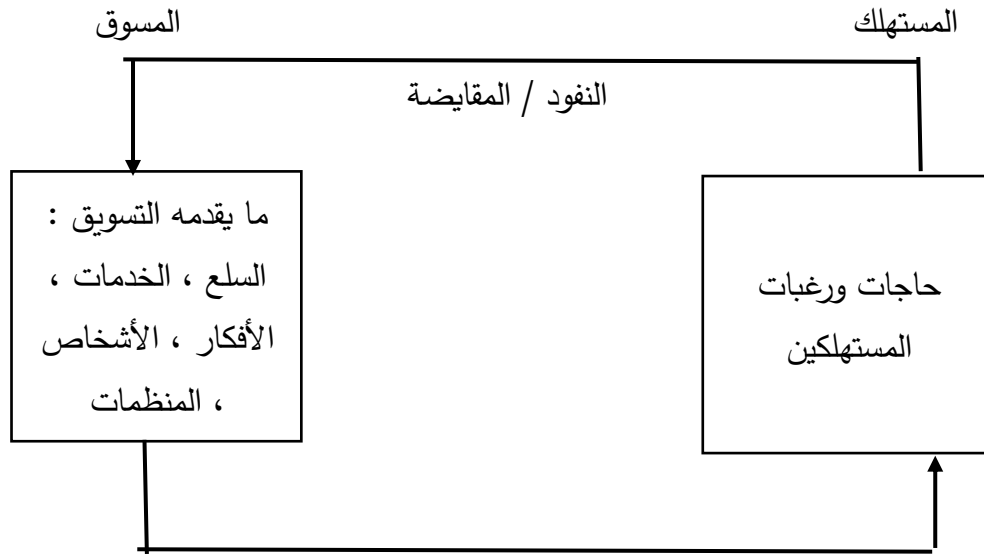 المستهلك
المسوق
النفود / المقايضة
حاجات ورغبات
المستهلكين
ما يقدمه التسويق :
السلع ، الخدمات ،
الأفكار ، الأشخاص
، المنظمات